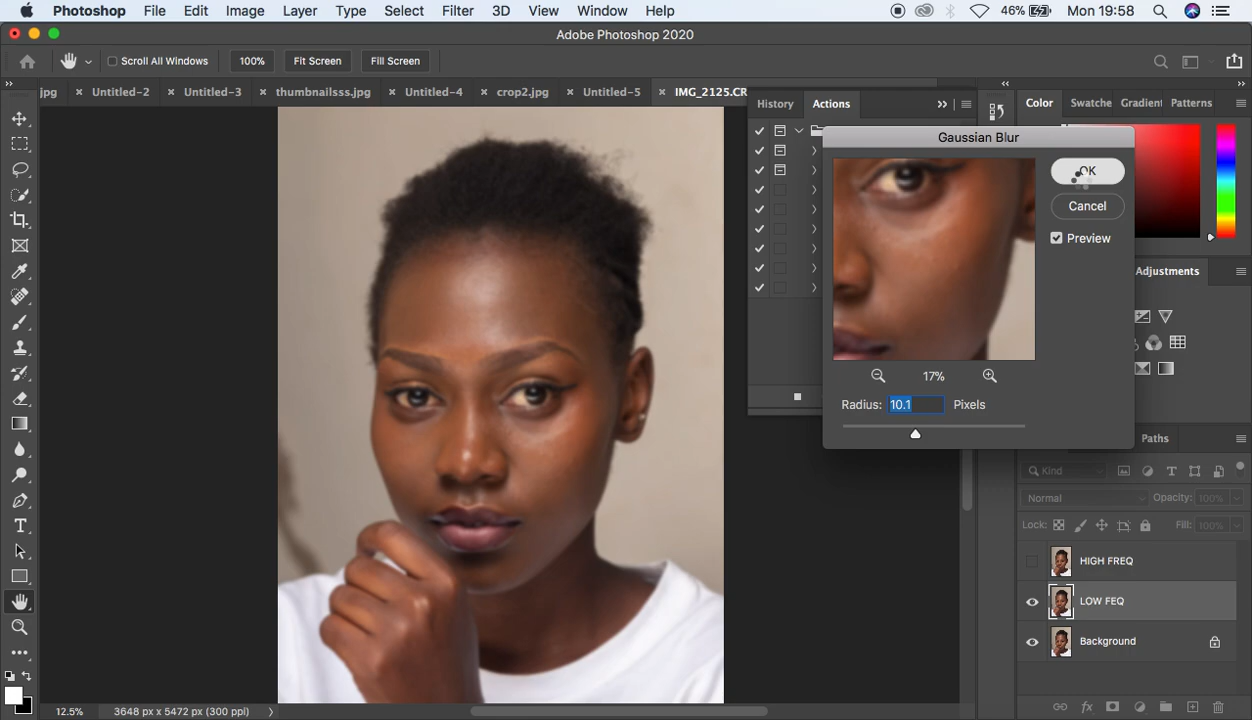 Photoshop File Edit Image Layer Type Select Filter 3D View Window Help 46% Mon 19:58
Adobe Photoshop 2020
Scroll All Windows 100% Fit Screen Fill Screen
jpg × Untitled-2 × Untitled-3 × thumbnailsss.jpg × Untitled-4 × crop2.jpg × Untitled-5 × IMG_2125.CR
History Actions
Color Swatche Gradient Patterns
Gaussian Blur
OK
Cancel
Preview
Adjustments
17%
Radius: 10.1 Pixels
Paths
Kind
Normal Opacity: 100%
Lock: Fill: 100%
HIGH FREQ
LOW FEQ
Background
12.5% 3648 px x 5472 px (300 ppi)